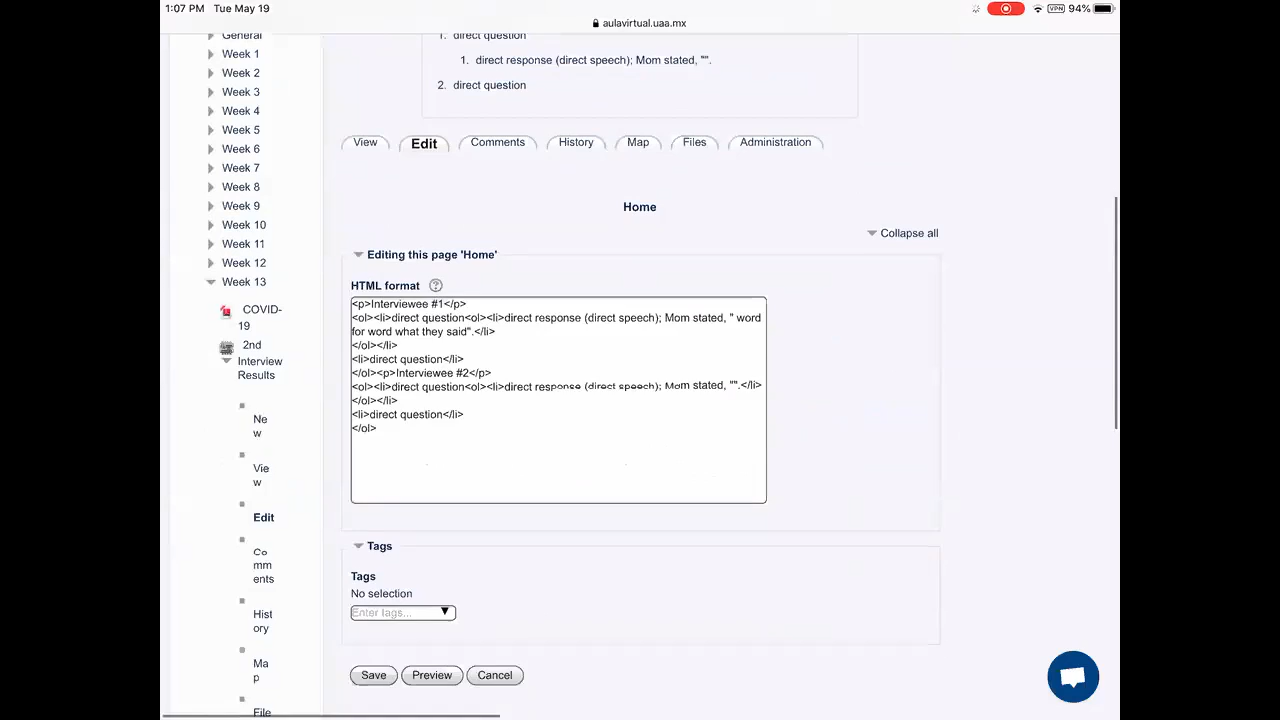 1:07 PM Tue May 19
VPN 94%
aulavirtual.uaa.mx
General
Week 1
Week 2
Week 3
Week 4
Week 5
Week 6
Week 7
Week 8
Week 9
Week 10
Week 11
Week 12
Week 13
COVID-
19
2nd
Interview
Results
Ne
w
Vie
w
Edit
Co
mm
ents
Hist
ory
Ma
p
File
1. direct question
1. direct response (direct speech); Mom stated, "".
2. direct question
View Edit Comments History Map Files Administration
Home
Collapse all
Editing this page 'Home'
HTML format ?
<p>Interviewee #1</p>
<ol><li>direct question<ol><li>direct response (direct speech); Mom stated, " word
for word what they said".</li>
</ol></li>
<li>direct question</li>
</ol><p>Interviewee #2</p>
<ol><li>direct question<ol><li>direct response (direct speech); Mom stated, "".</li>
</ol></li>
<li>direct question</li>
</ol>
Tags
Tags
No selection
Enter tags...
Save Preview Cancel